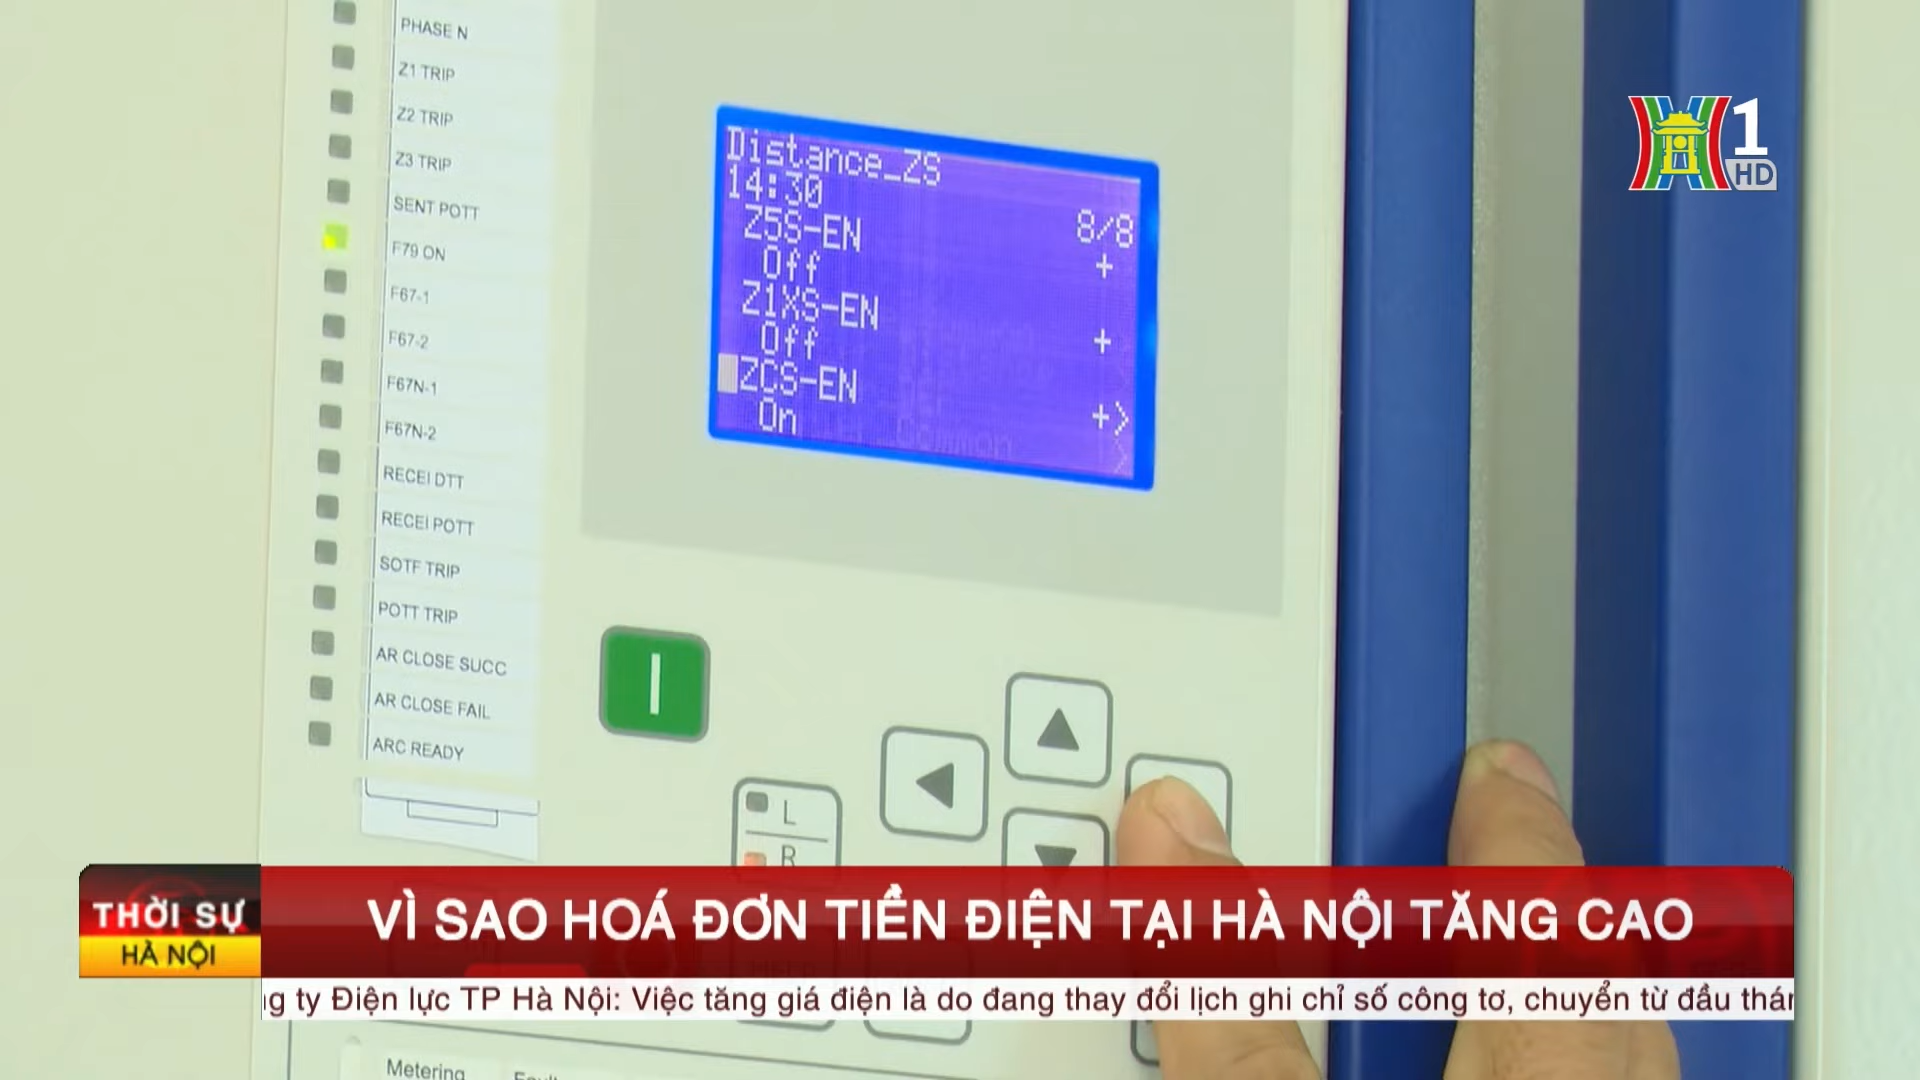 PHASE N
Z1 TRIP
Z2 TRIP
Z3 TRIP
SENT POTT
F79 ON
F67-1
F67-2
F67N-1
F67N-2
RECEI DTT
RECEI POTT
SOTF TRIP
POTT TRIP
AR CLOSE SUCC
AR CLOSE FAIL
ARC READY
Distance_ZS
14:30
8/8
Z5S-EN
Off +
Z1XS-EN
Off +
ZCS-EN
On +>
1
HD
L
R
THỜI SỰ
HÀ NỘI
VÌ SAO HOÁ ĐƠN TIỀN ĐIỆN TẠI HÀ NỘI TĂNG CAO
ty Điện lực TP Hà Nội: Việc tăng giá điện là do đang thay đổi lịch ghi chỉ số công tơ, chuyển từ đầu
Metering